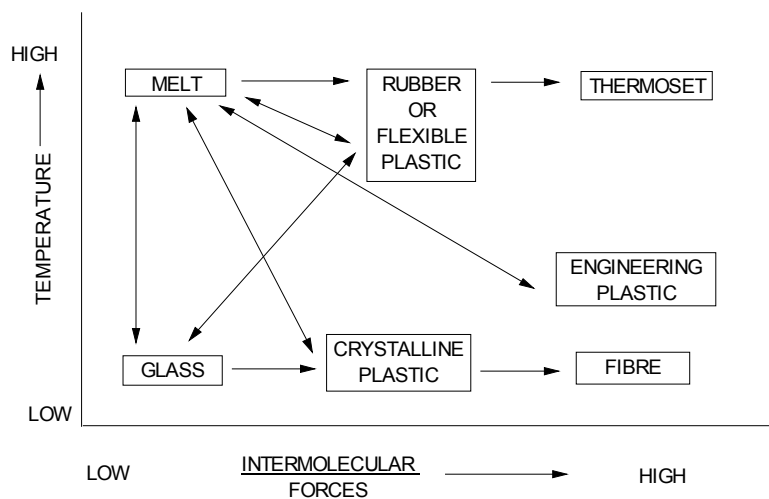 HIGH
TEMPERATURE
LOW
MELT
RUBBER
OR
FLEXIBLE
PLASTIC
THERMOSET
ENGINEERING
PLASTIC
GLASS
CRYSTALLINE
PLASTIC
FIBRE
LOW
INTERMOLECULAR
FORCES
HIGH